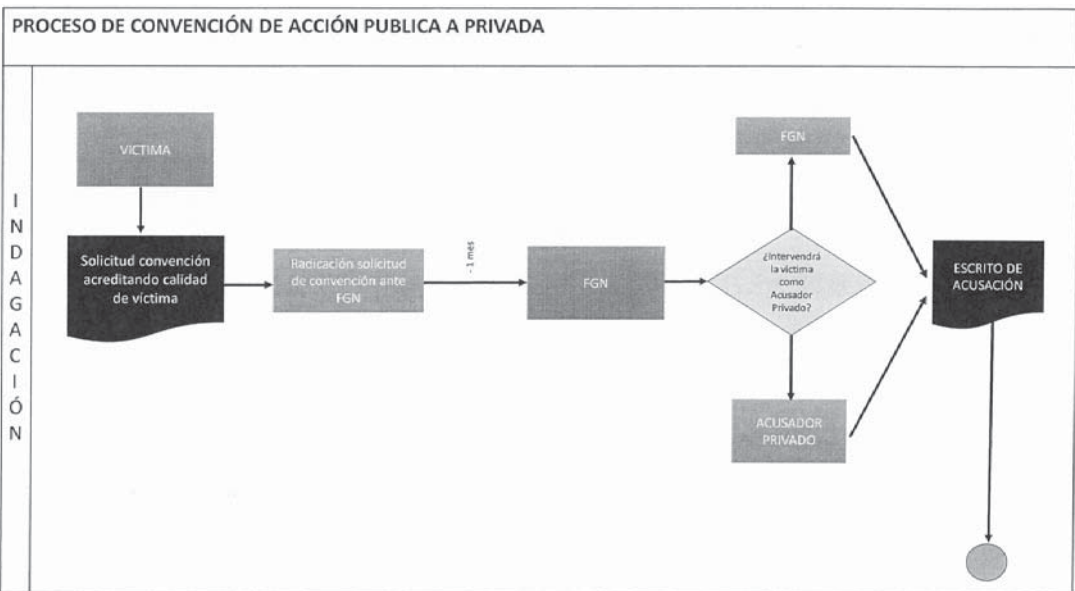 PROCESO DE CONVENCIÓN DE ACCIÓN PUBLICA A PRIVADA
INDAGACIÓN
VICTIMA
Solicitud convención
acreditando calidad
de víctima
Radicación solicitud
de convención ante
FGN
- 1 mes
FGN
¿Intervendrá
la víctima
como
Acusador
Privado?
FGN
ACUSADOR
PRIVADO
ESCRITO DE
ACUSACIÓN